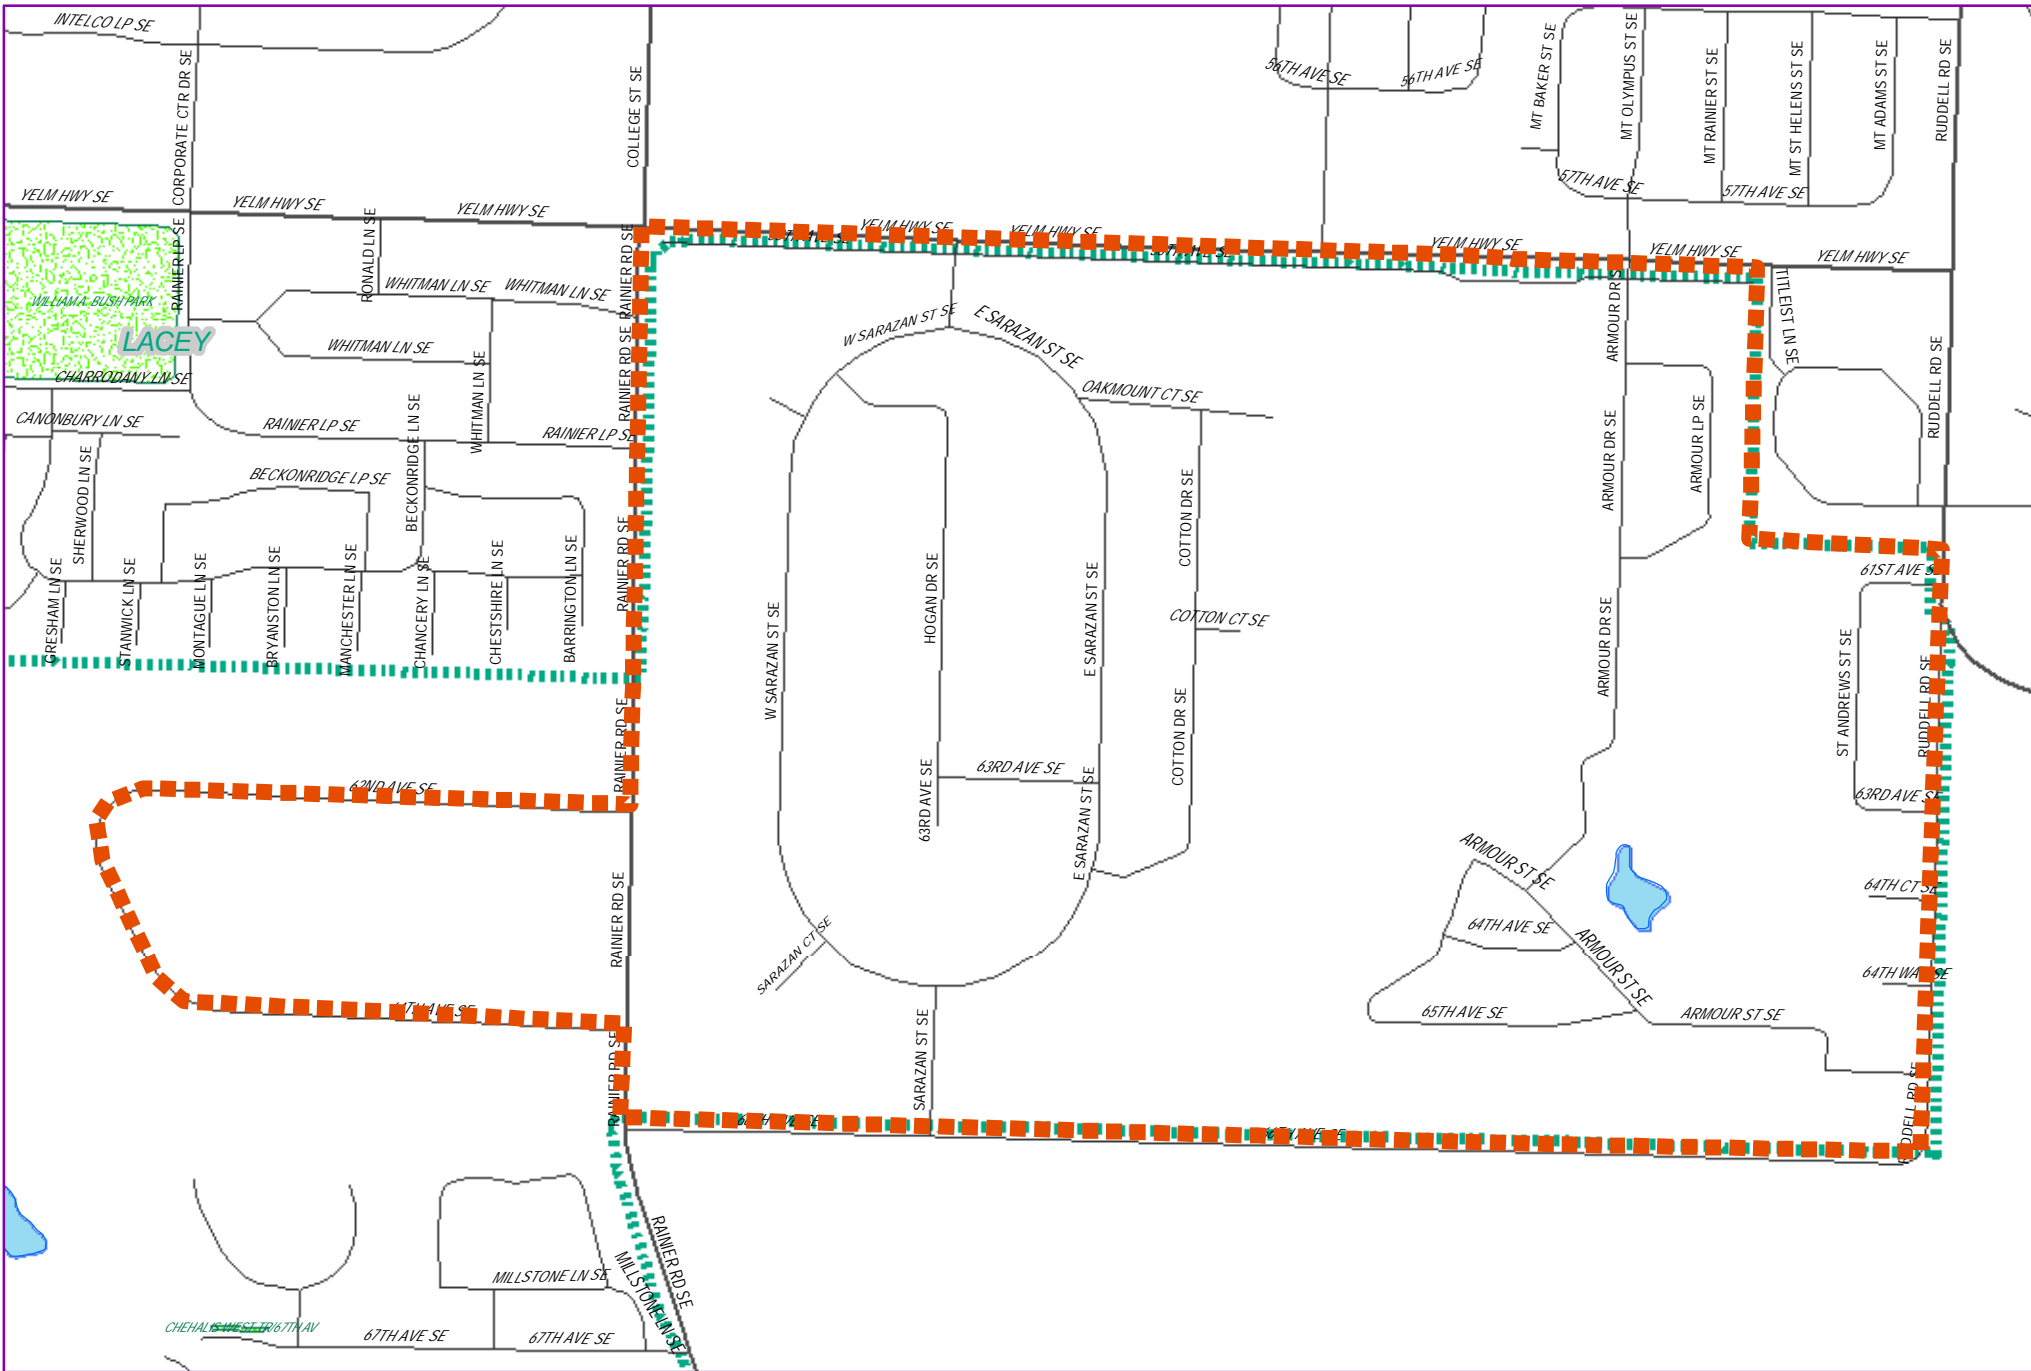 INTELCO LP SE
CORPORATE CTR DR SE
COLLEGE ST SE
56TH AVE SE
56TH AVE SE
MT BAKER ST SE
MT OLYMPUS ST SE
MT RAINIER ST SE
MT ST HELENS ST SE
MT ADAMS ST SE
RUDDELL RD SE
57TH AVE SE
57TH AVE SE
YELM HWY SE
YELM HWY SE
YELM HWY SE
YELM HWY SE
YELM HWY SE
YELM HWY SE
YELM HWY SE
YELM HWY SE
RAINIER LP SE
RONALD LN SE
RAINIER RD SE
WILLIAM A. BUSH PARK
LACEY
WHITMAN LN SE
WHITMAN LN SE
WHITMAN LN SE
WHITMAN LN SE
CHARRODANY LN SE
CANONBURY LN SE
RAINIER LP SE
RAINIER LP SE
RAINIER RD SE
BECKONRIDGE LN SE
BECKONRIDGE LP SE
SHERWOOD LN SE
GRESHAM LN SE
STANWICK LN SE
MONTAGUE LN SE
BRYANSTON LN SE
MANCHESTER LN SE
CHANCERY LN SE
CHESTSHIRE LN SE
BARRINGTON LN SE
RAINIER RD SE
W SARAZAN ST SE
E SARAZAN ST SE
OAKMOUNT CT SE
COTTON DR SE
COTTON CT SE
COTTON DR SE
HOGAN DR SE
W SARAZAN ST SE
E SARAZAN ST SE
63RD AVE SE
63RD AVE SE
E SARAZAN ST SE
SARAZAN CT SE
SARAZAN ST SE
ARMOUR DR SE
ARMOUR DR SE
ARMOUR LP SE
ARMOUR DR SE
TITLEIST LN SE
RUDDELL RD SE
61ST AVE SE
ST ANDREWS ST SE
RUDDELL RD SE
63RD AVE SE
64TH CT SE
64TH WAY SE
ARMOUR ST SE
64TH AVE SE
ARMOUR ST SE
65TH AVE SE
ARMOUR ST SE
RUDDELL RD SE
RAINIER RD SE
62ND AVE SE
RAINIER RD SE
64TH AVE SE
RAINIER RD SE
RAINIER RD SE
MILLSTONE LN SE
MILLSTONE LN SE
CHEHALIS WEST TR/67TH AV
67TH AVE SE
67TH AVE SE